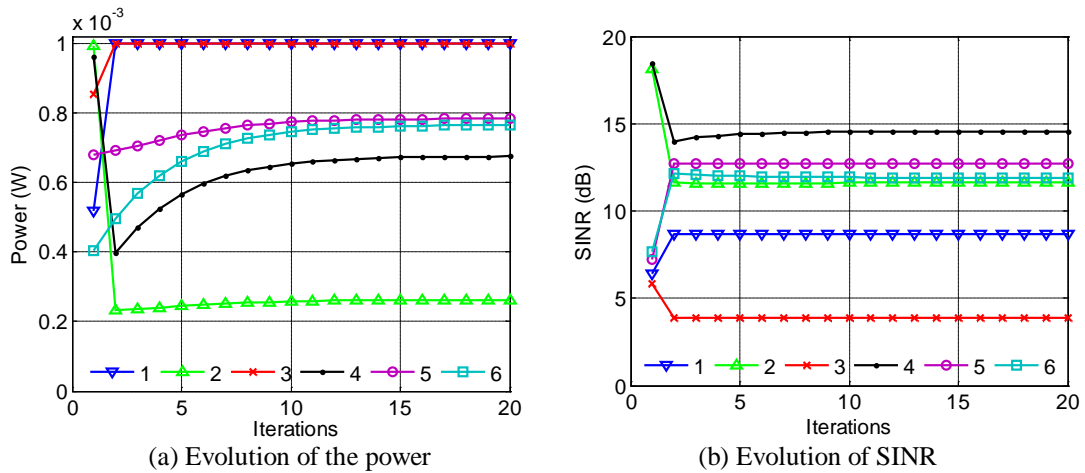 x 10^-3
1
0.8
0.6
0.4
0.2
0
Power (W)
1 2 3 4 5 6
0 5 10 15 20
Iterations
(a) Evolution of the power
20
15
10
5
0
SINR (dB)
1 2 3 4 5 6
0 5 10 15 20
Iterations
(b) Evolution of SINR